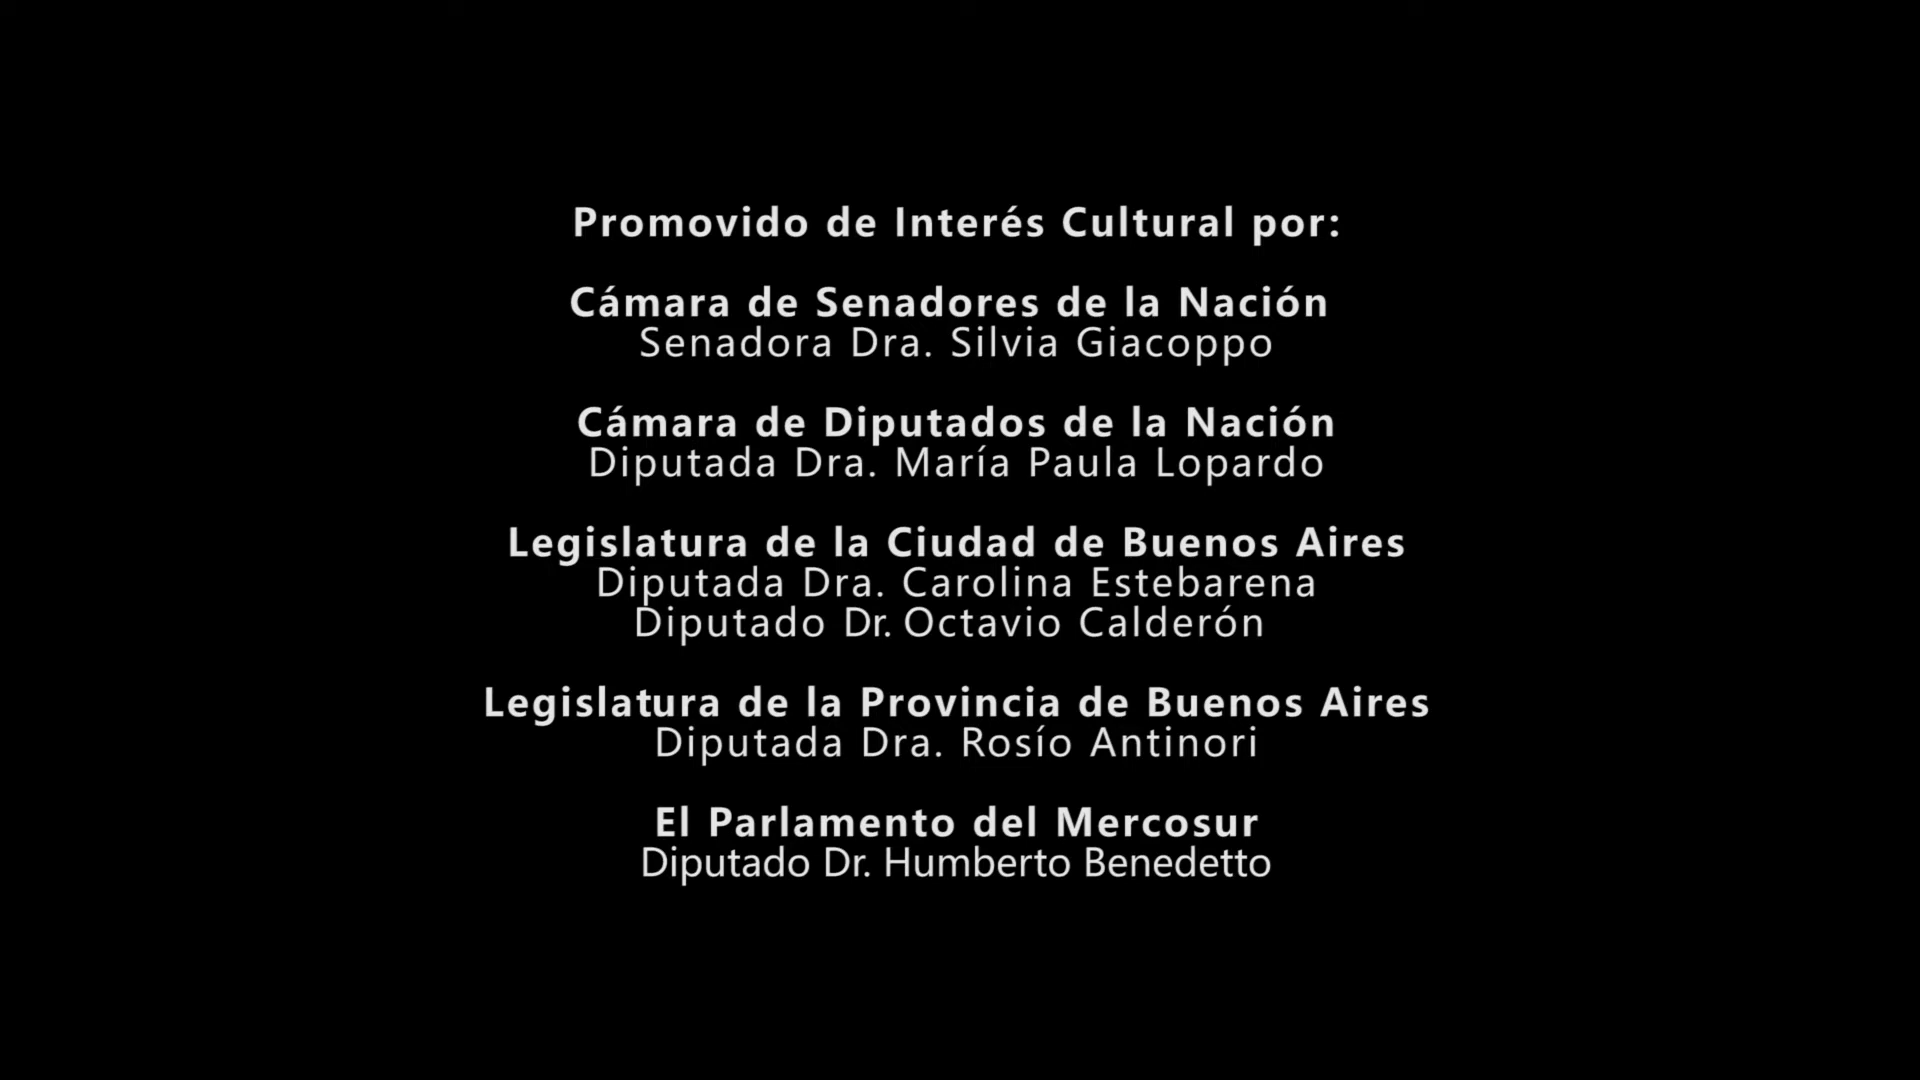 Promovido de Interés Cultural por:
Cámara de Senadores de la Nación
Senadora Dra. Silvia Giacoppo
Cámara de Diputados de la Nación
Diputada Dra. María Paula Lopardo
Legislatura de la Ciudad de Buenos Aires
Diputada Dra. Carolina Estebarena
Diputado Dr. Octavio Calderón
Legislatura de la Provincia de Buenos Aires
Diputada Dra. Rosío Antinori
El Parlamento del Mercosur
Diputado Dr. Humberto Benedetto